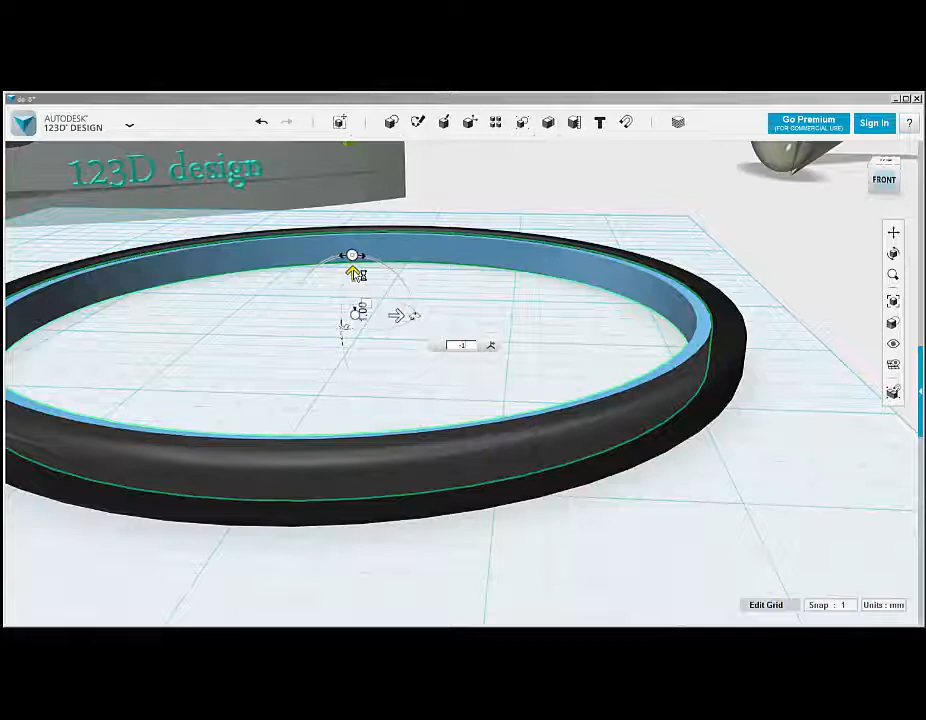 AUTODESK®
123D® DESIGN
Go Premium
(FOR COMMERCIAL USE)
Sign In
?
123D design
FRONT
-1
Edit Grid
Snap : 1
Units : mm